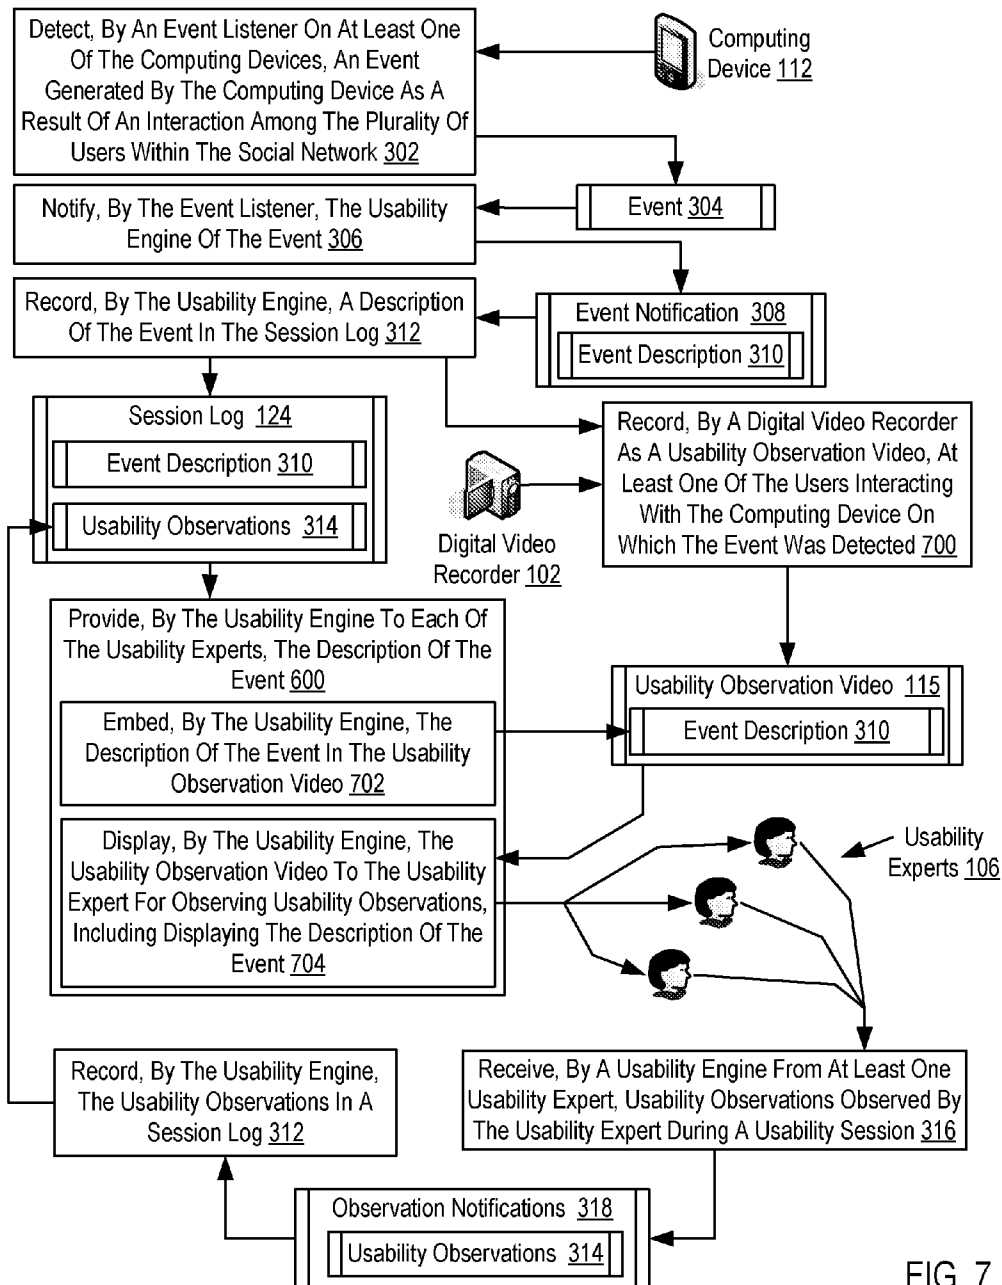 Detect, By An Event Listener On At Least One
Of The Computing Devices, An Event
Generated By The Computing Device As A
Result Of An Interaction Among The Plurality Of
Users Within The Social Network 302
Computing
Device 112
Event 304
Notify, By The Event Listener, The Usability
Engine Of The Event 306
Record, By The Usability Engine, A Description
Of The Event In The Session Log 312
Event Notification 308
Event Description 310
Session Log 124
Event Description 310
Usability Observations 314
Digital Video
Recorder 102
Record, By A Digital Video Recorder
As A Usability Observation Video, At
Least One Of The Users Interacting
With The Computing Device On
Which The Event Was Detected 700
Provide, By The Usability Engine To Each Of
The Usability Experts, The Description Of The
Event 600
Embed, By The Usability Engine, The
Description Of The Event In The Usability
Observation Video 702
Usability Observation Video 115
Event Description 310
Display, By The Usability Engine, The
Usability Observation Video To The Usability
Expert For Observing Usability Observations,
Including Displaying The Description Of The
Event 704
Usability
Experts 106
Receive, By A Usability Engine From At Least One
Usability Expert, Usability Observations Observed By
The Usability Expert During A Usability Session 316
Record, By The Usability Engine,
The Usability Observations In A
Session Log 312
Observation Notifications 318
Usability Observations 314
FIG. 7